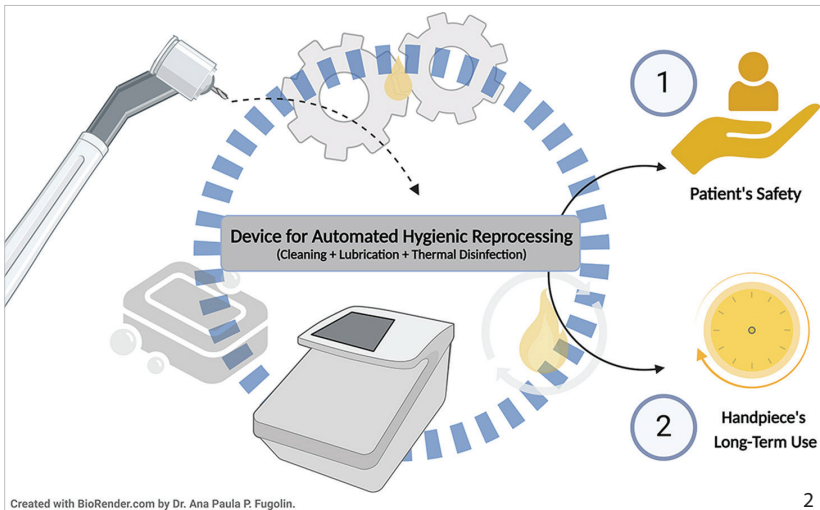 1
Patient's Safety
Device for Automated Hygienic Reprocessing
(Cleaning + Lubrication + Thermal Disinfection)
2
Handpiece's
Long-Term Use
Created with BioRender.com by Dr. Ana Paula P. Fugolin.
2